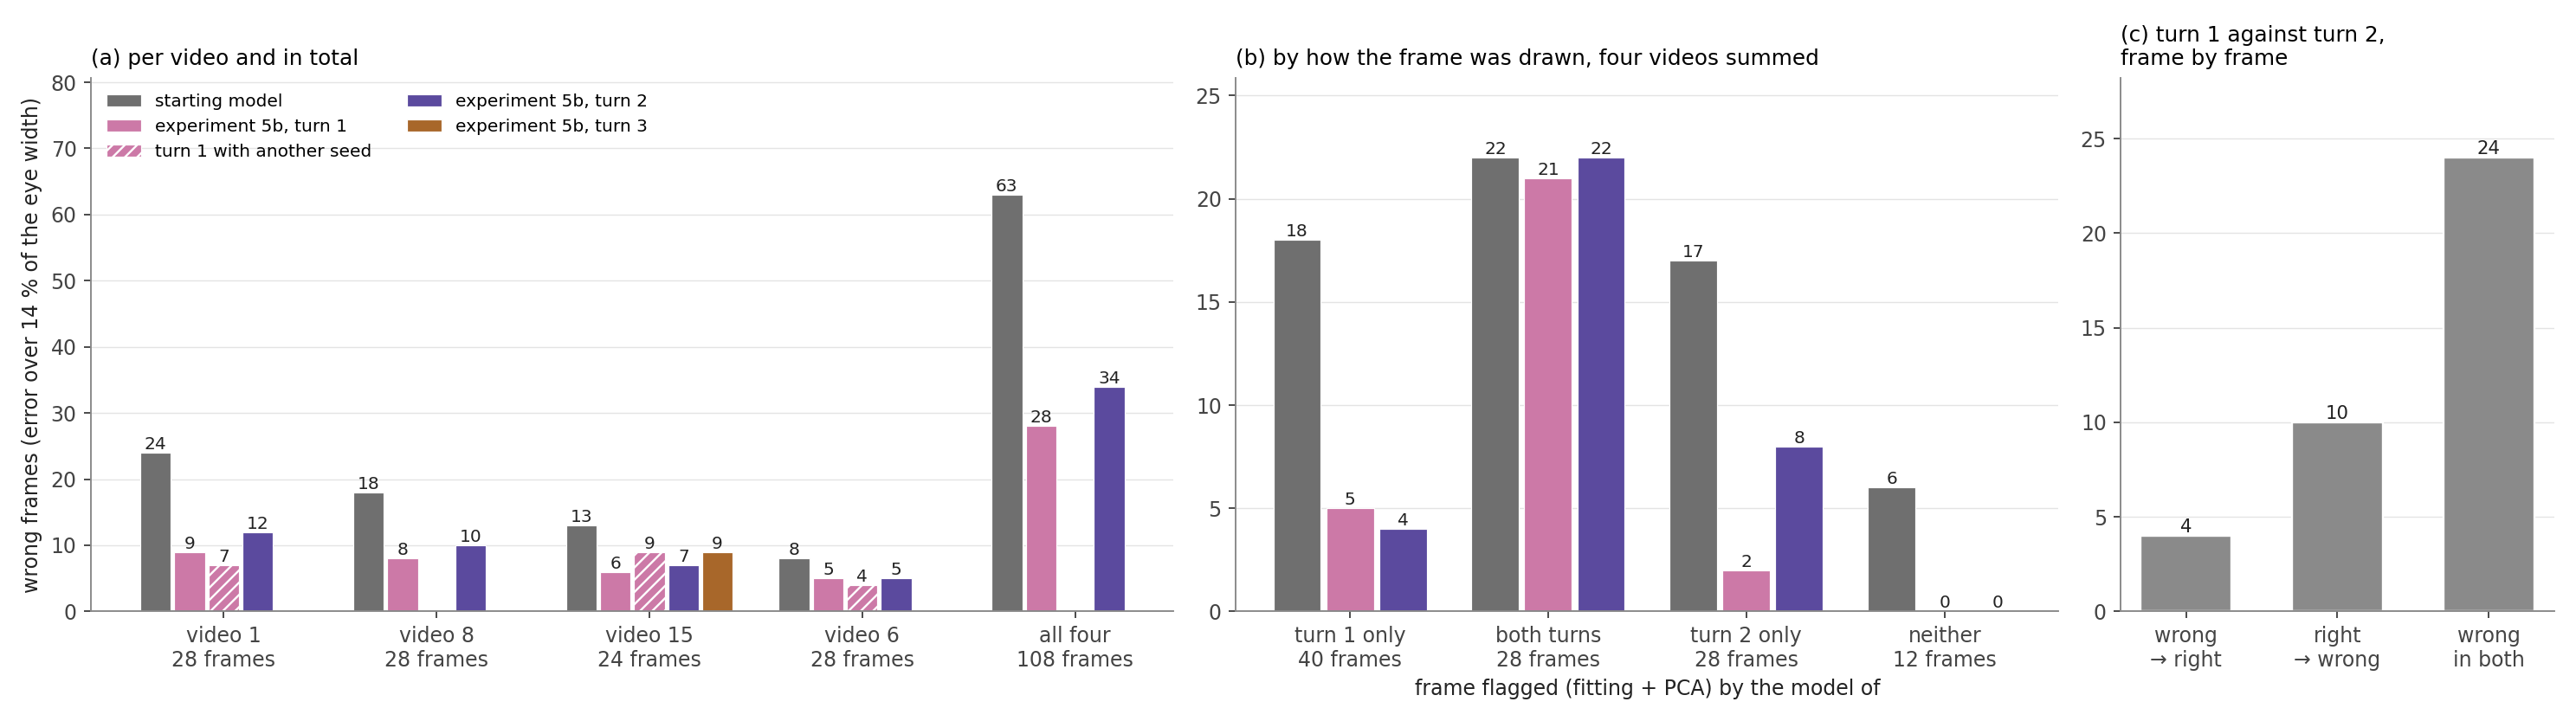 (a) per video and in total
wrong frames (error over 14 % of the eye width)
80
70
60
50
40
30
20
10
0
starting model
experiment 5b, turn 1
turn 1 with another seed
experiment 5b, turn 2
experiment 5b, turn 3
24
9
7
12
18
8
10
13
6
9
7
9
8
5
4
5
63
28
34
video 1
28 frames
video 8
28 frames
video 15
24 frames
video 6
28 frames
all four
108 frames
(b) by how the frame was drawn, four videos summed
25
20
15
10
5
0
18
5
4
22
21
22
17
2
8
6
0
0
turn 1 only
40 frames
both turns
28 frames
turn 2 only
28 frames
neither
12 frames
frame flagged (fitting + PCA) by the model of
(c) turn 1 against turn 2,
frame by frame
25
20
15
10
5
0
4
10
24
wrong
→ right
right
→ wrong
wrong
in both